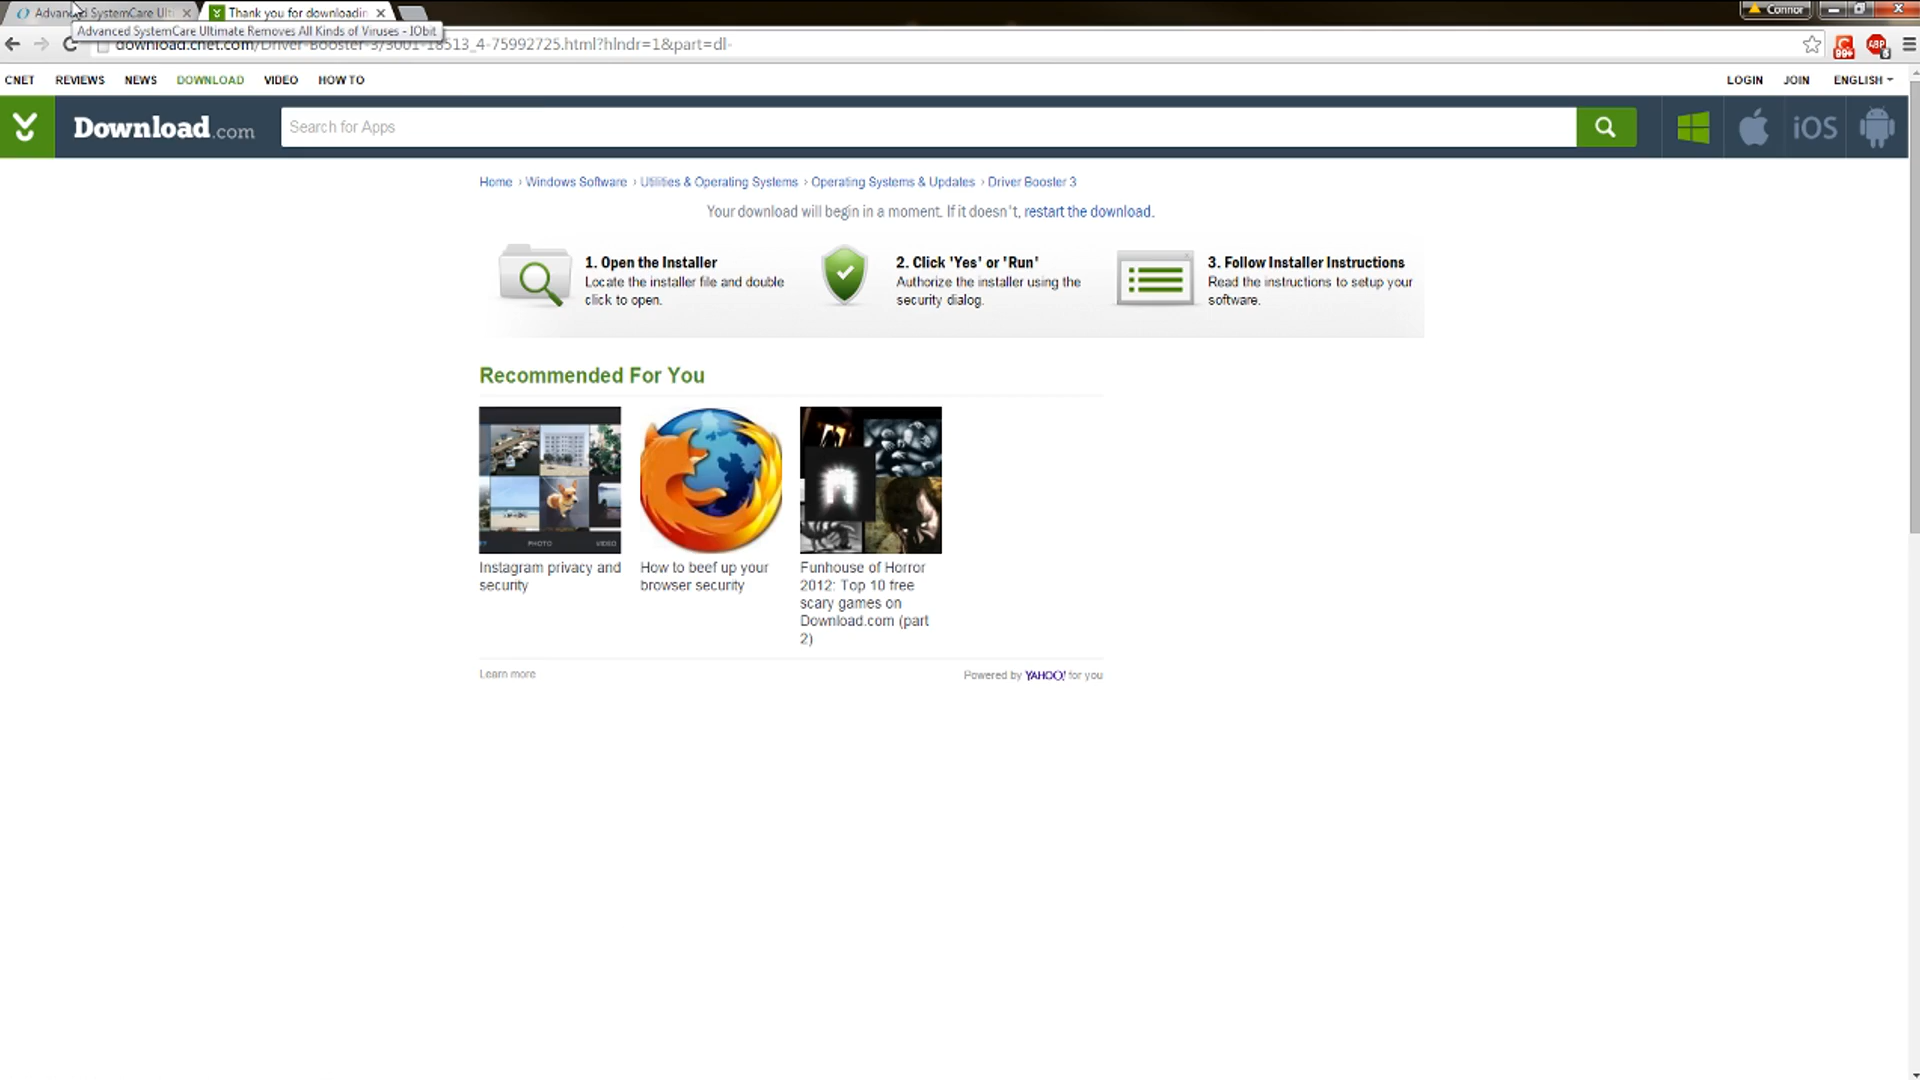 Advanced SystemCare Ulti
Thank you for downloadin
Connor
Advanced SystemCare Ultimate Removes All Kinds of Viruses - IObit
download.cnet.com/Driver-Booster-3/3001-18513_4-75992725.html?hlndr=1&part=dl-
99+
ABP
CNET REVIEWS NEWS DOWNLOAD VIDEO HOW TO LOGIN JOIN ENGLISH
Download.com
Search for Apps
iOS
Home › Windows Software › Utilities & Operating Systems › Operating Systems & Updates › Driver Booster 3
Your download will begin in a moment. If it doesn't, restart the download.
1. Open the Installer
Locate the installer file and double
click to open.
2. Click 'Yes' or 'Run'
Authorize the installer using the
security dialog.
3. Follow Installer Instructions
Read the instructions to setup your
software.
Recommended For You
PHOTO
VIDEO
Instagram privacy and
security
How to beef up your
browser security
Funhouse of Horror
2012: Top 10 free
scary games on
Download.com (part
2)
Learn more
Powered by YAHOO! for you